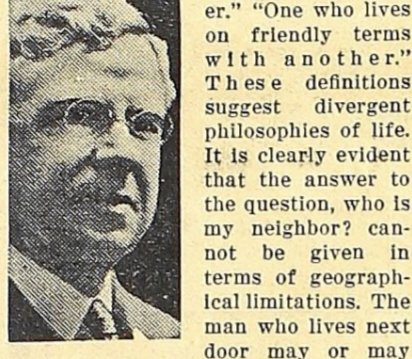 er." "One who lives
on friendly terms
with another."
These definitions
suggest divergent
philosophies of life.
It is clearly evident
that the answer to
the question, who is
my neighbor? can-
not be given in
terms of geograph-
ical limitations. The
man who lives next
door may or may